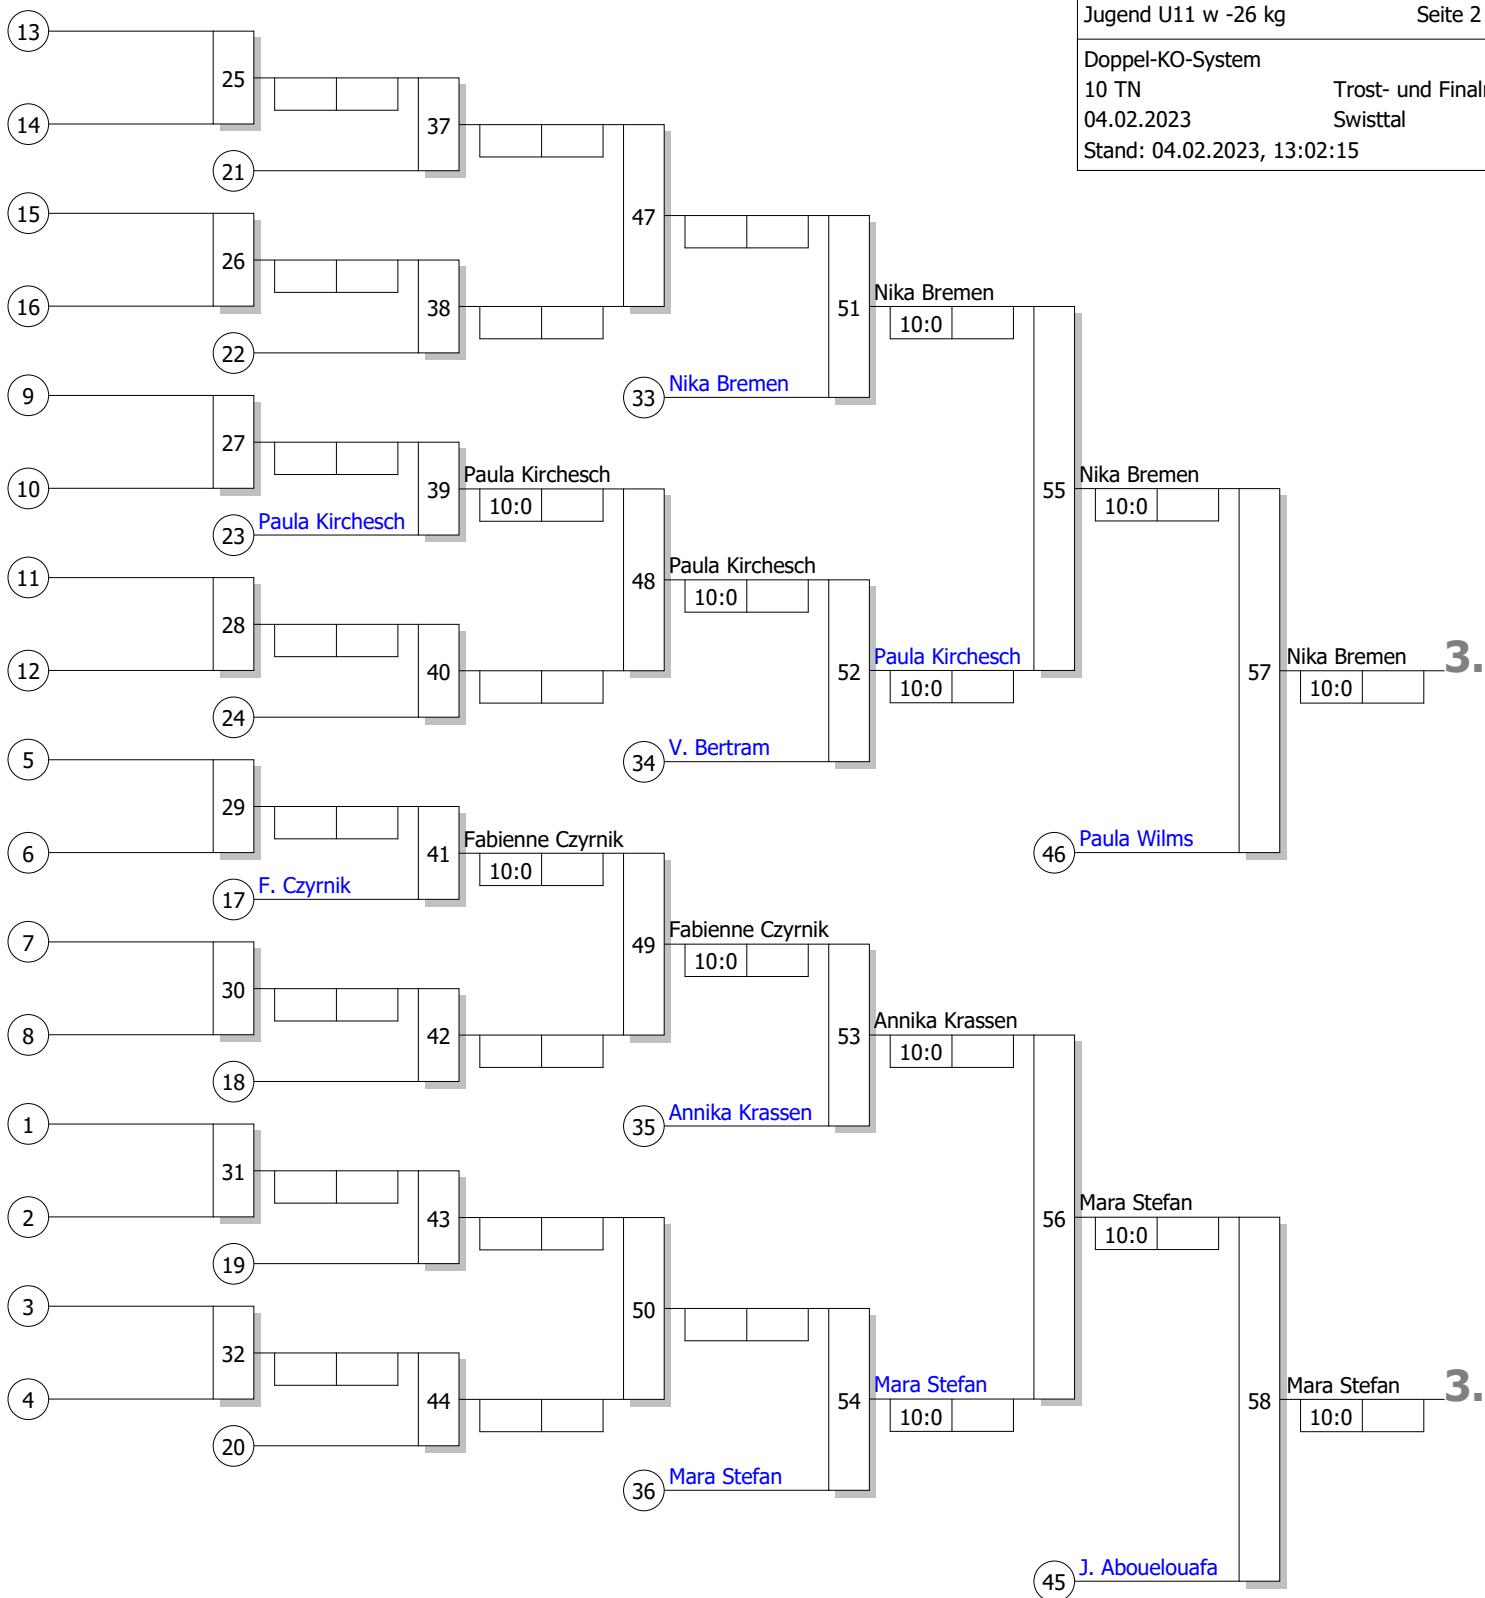 Jugend U11 w -26 kg Seite 2
Doppel-KO-System
10 TN Trost- und Final
04.02.2023 Swisttal
Stand: 04.02.2023, 13:02:15
13
25
14
37
21
15
47
26
16
38
22
51
Nika Bremen
10:0
33 Nika Bremen
9
27
10
39
Paula Kirchesch
10:0
23 Paula Kirchesch
55
Nika Bremen
10:0
11
48
Paula Kirchesch
10:0
28
12
40
24
52
Paula Kirchesch
10:0
34 V. Bertram
57
Nika Bremen
10:0
3.
46 Paula Wilms
5
29
6
41
Fabienne Czyrnik
10:0
17 F. Czyrnik
7
49
Fabienne Czyrnik
10:0
30
8
42
18
53
Annika Krassen
10:0
35 Annika Krassen
1
31
2
43
19
56
Mara Stefan
10:0
3
50
32
4
44
20
54
Mara Stefan
10:0
36 Mara Stefan
58
Mara Stefan
10:0
3.
45 J. Abouelouafa